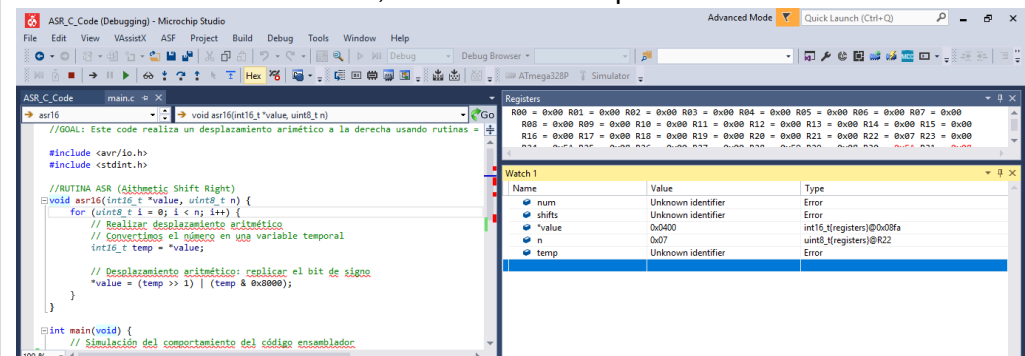 ASR_C_Code (Debugging) - Microchip Studio
Advanced Mode
Quick Launch (Ctrl+Q)
File Edit View VAssistX ASF Project Build Debug Tools Window Help
Debug
Debug Browser
Hex
ATmega328P
Simulator
ASR_C_Code main.c
asr16
void asr16(int16_t *value, uint8_t n)
Go
//GOAL: Este code realiza un desplazamiento arimético a la derecha usando rutinas =
#include <avr/io.h>
#include <stdint.h>
//RUTINA ASR (Aithmetic Shift Right)
void asr16(int16_t *value, uint8_t n) {
for (uint8_t i = 0; i < n; i++) {
// Realizar desplazamiento aritmético
// Convertimos el número en una variable temporal
int16_t temp = *value;
// Desplazamiento aritmético: replicar el bit de signo
*value = (temp >> 1) | (temp & 0x8000);
}
}
int main(void) {
// Simulación del comportamiento del código ensamblador
Registers
R00 = 0x00 R01 = 0x00 R02 = 0x00 R03 = 0x00 R04 = 0x00 R05 = 0x00 R06 = 0x00 R07 = 0x00
R08 = 0x00 R09 = 0x00 R10 = 0x00 R11 = 0x00 R12 = 0x00 R13 = 0x00 R14 = 0x00 R15 = 0x00
R16 = 0x00 R17 = 0x00 R18 = 0x00 R19 = 0x00 R20 = 0x00 R21 = 0x00 R22 = 0x07 R23 = 0x00
Watch 1
Name Value Type
num Unknown identifier Error
shifts Unknown identifier Error
*value 0x0400 int16_t{registers}@0x08fa
n 0x07 uint8_t{registers}@R22
temp Unknown identifier Error